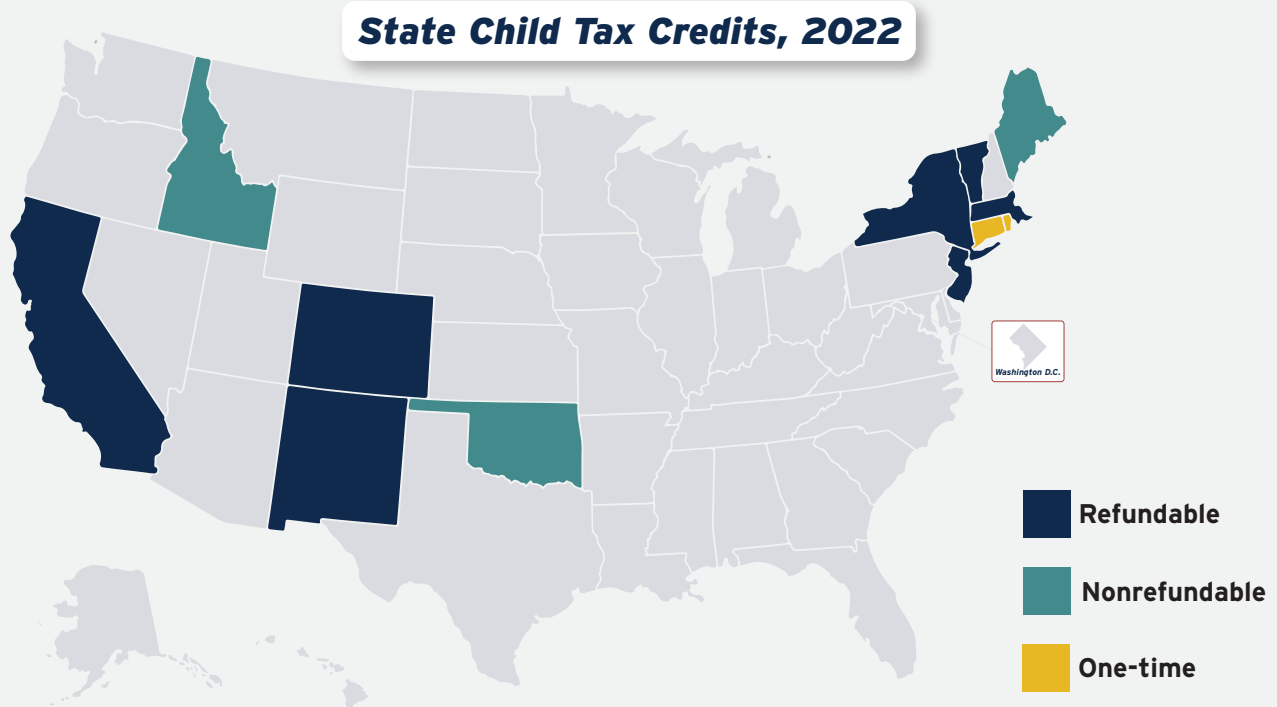 State Child Tax Credits, 2022
Washington D.C.
Refundable
Nonrefundable
One-time